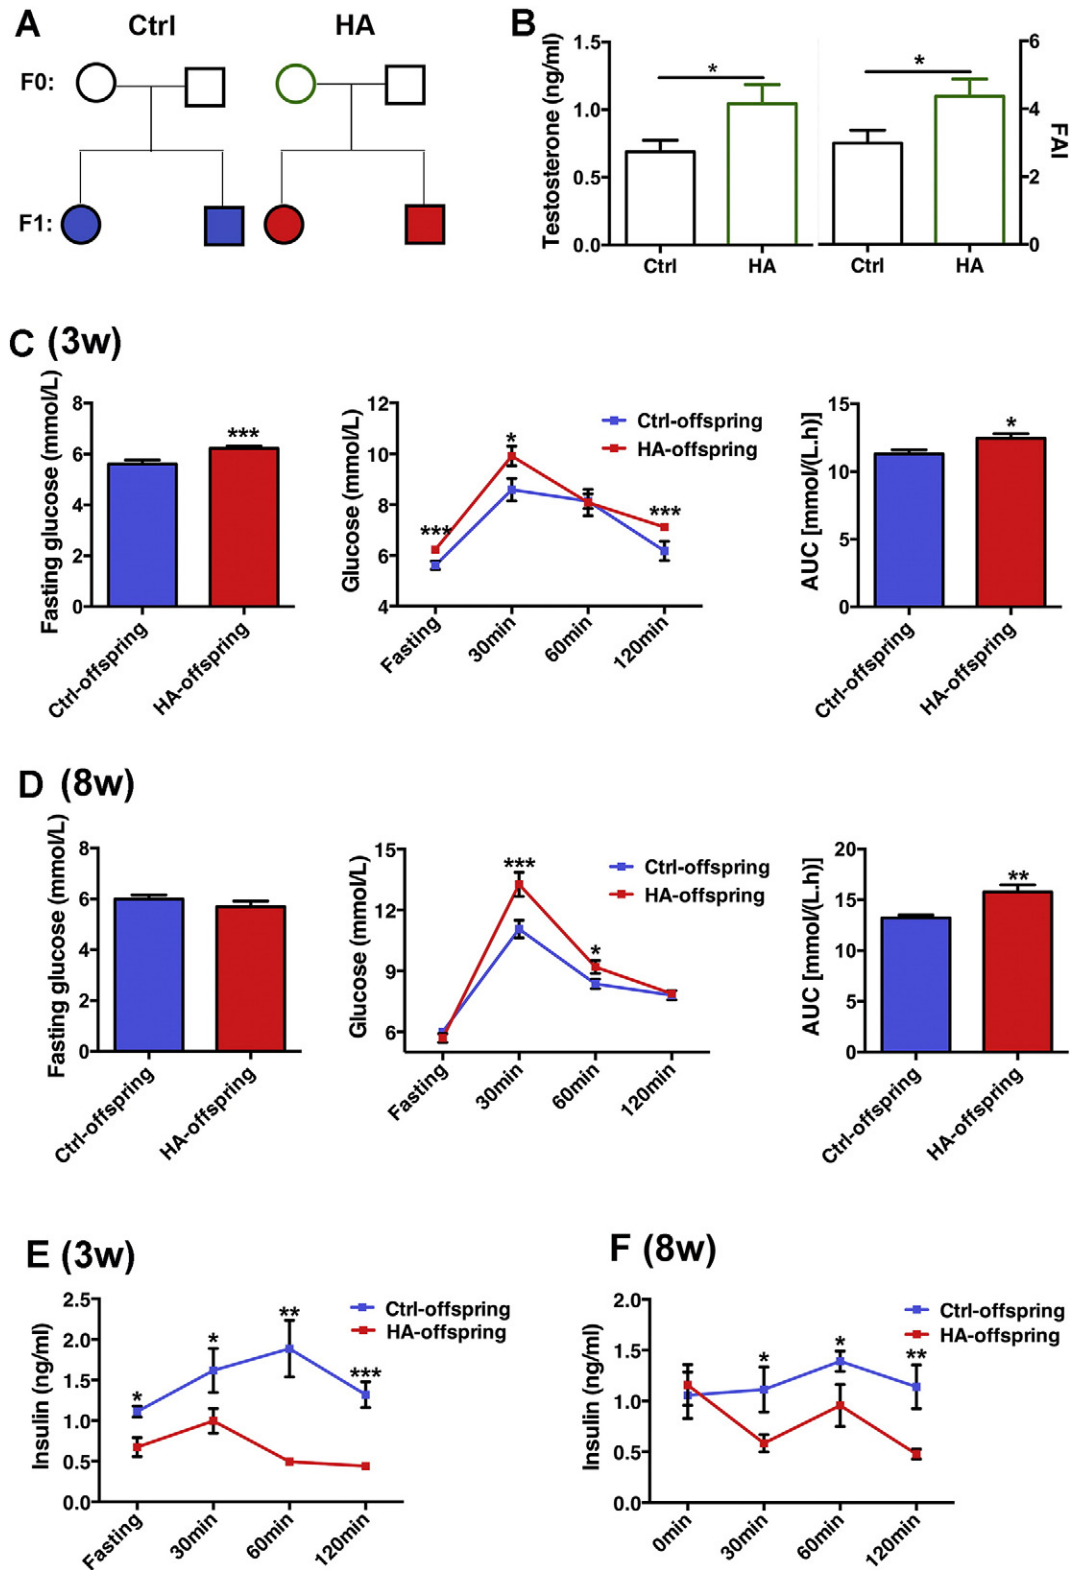 A
Ctrl
HA
F0:
F1:
B
Testosterone (ng/ml)
1.5
1.0
0.5
0.0
*
*
6
4
2
0
FAI
Ctrl
HA
Ctrl
HA
C (3w)
Fasting glucose (mmol/L)
8
6
4
2
0
***
Ctrl-offspring
HA-offspring
Glucose (mmol/L)
12
10
8
6
4
***
*
***
Ctrl-offspring
HA-offspring
Fasting
30min
60min
120min
AUC [mmol/(L.h)]
15
10
5
0
*
Ctrl-offspring
HA-offspring
D (8w)
Fasting glucose (mmol/L)
8
6
4
2
0
Ctrl-offspring
HA-offspring
Glucose (mmol/L)
15
12
9
6
***
*
Ctrl-offspring
HA-offspring
Fasting
30min
60min
120min
AUC [mmol/(L.h)]
20
15
10
5
0
**
Ctrl-offspring
HA-offspring
E (3w)
Insulin (ng/ml)
2.5
2.0
1.5
1.0
0.5
0.0
*
*
**
***
Ctrl-offspring
HA-offspring
Fasting
30min
60min
120min
F (8w)
Insulin (ng/ml)
2.0
1.5
1.0
0.5
0.0
*
*
**
Ctrl-offspring
HA-offspring
0min
30min
60min
120min